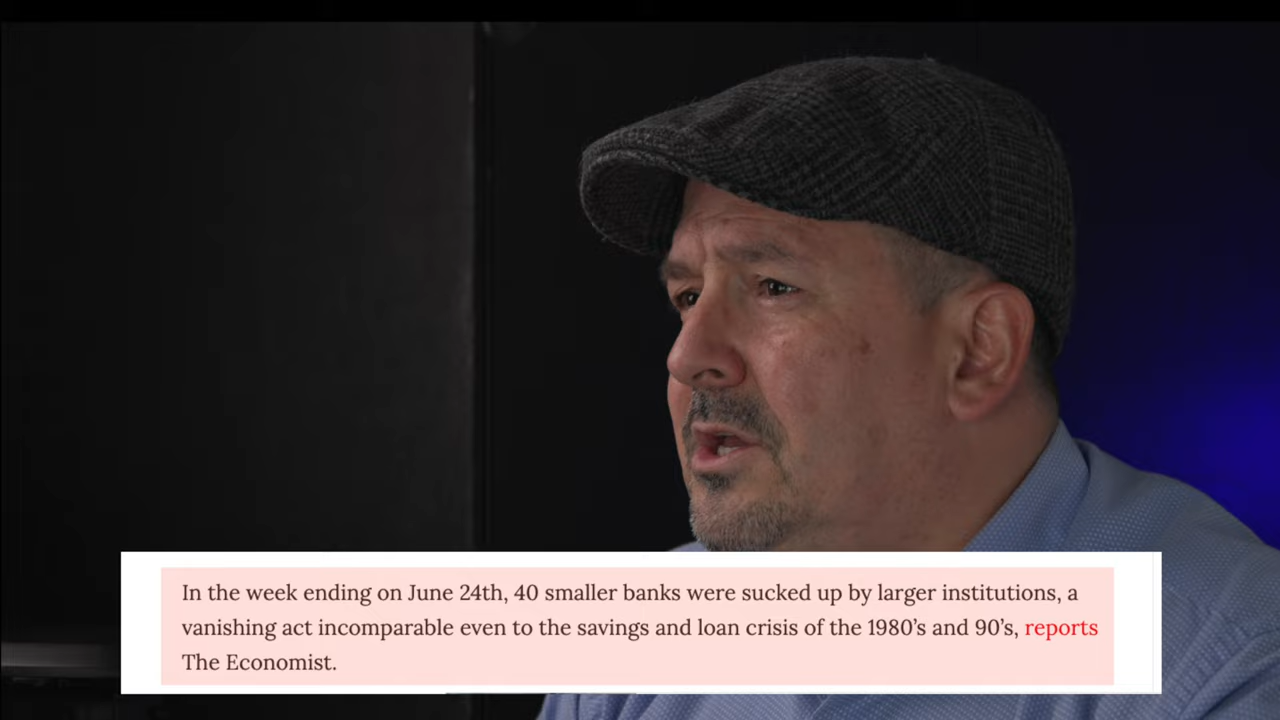 In the week ending on June 24th, 40 smaller banks were sucked up by larger institutions, a
vanishing act incomparable even to the savings and loan crisis of the 1980’s and 90’s, reports
The Economist.